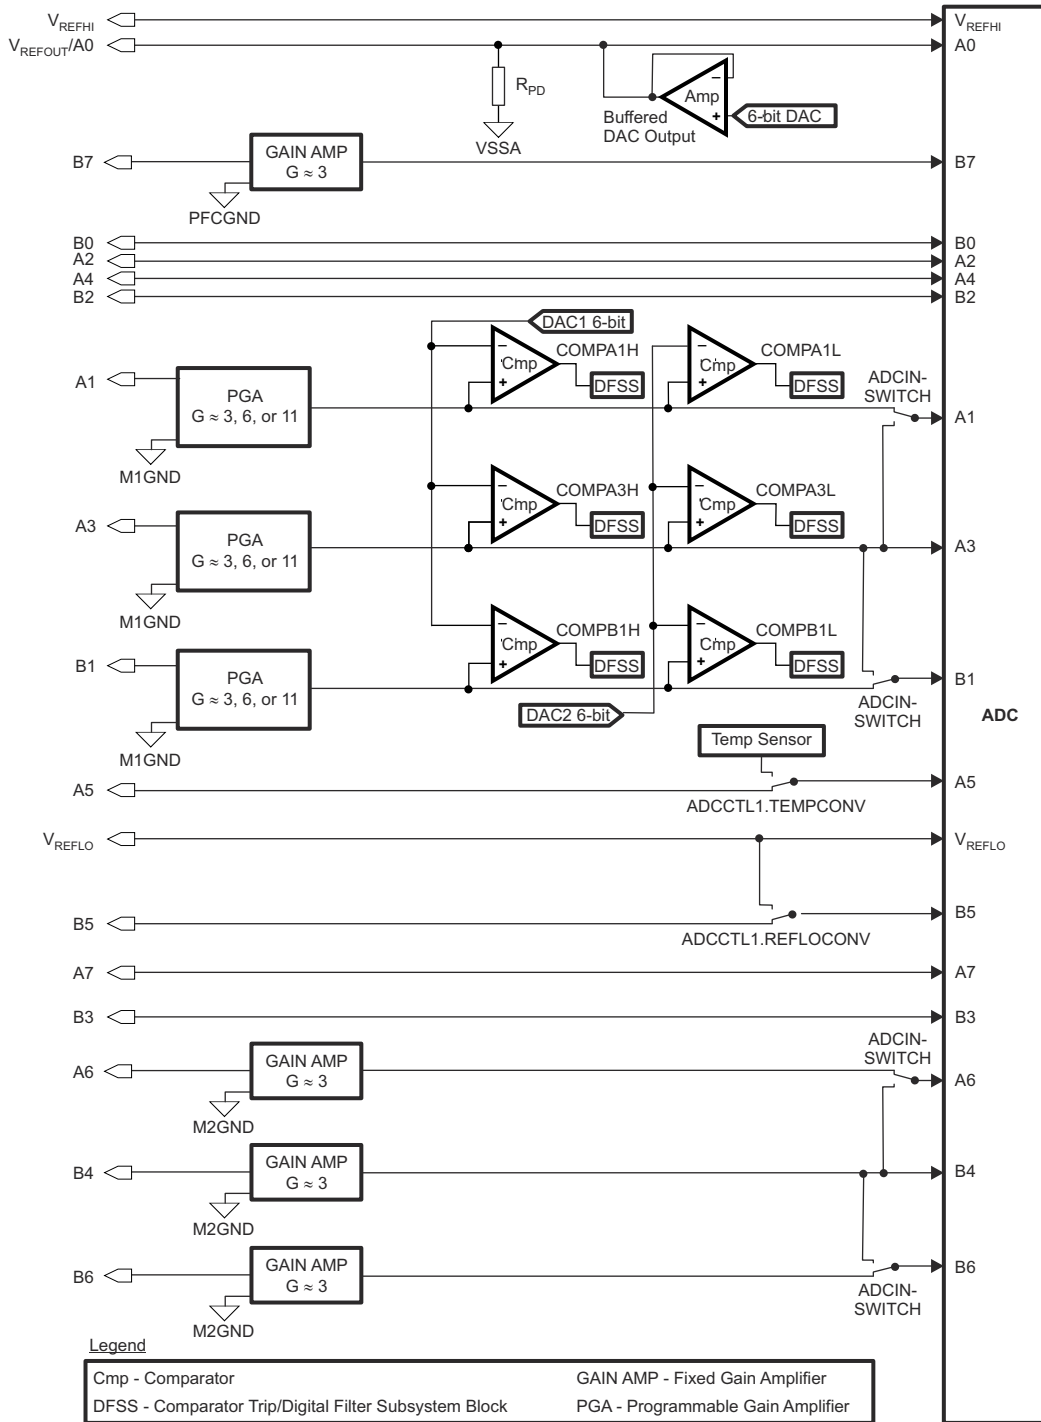 VREFHI VREFHI
VREFOUT/A0 A0
RPD
Amp
6-bit DAC
Buffered
DAC Output
VSSA
B7 GAIN AMP B7
G ≈ 3
PFCGND
B0 B0
A2 A2
A4 A4
B2 B2
DAC1 6-bit
COMPA1H COMPA1L
Cmp Cmp
DFSS DFSS
ADCIN-
SWITCH
A1 PGA A1
G ≈ 3, 6, or 11
M1GND
COMPA3H COMPA3L
Cmp Cmp
DFSS DFSS
A3 PGA A3
G ≈ 3, 6, or 11
M1GND
COMPB1H COMPB1L
Cmp Cmp
DFSS DFSS
B1 PGA B1
G ≈ 3, 6, or 11
ADCIN-
SWITCH
DAC2 6-bit
ADC
Temp Sensor
M1GND
A5 A5
ADCCTL1.TEMPCONV
VREFLO VREFLO
B5 B5
ADCCTL1.REFLOCONV
A7 A7
B3 B3
ADCIN-
SWITCH
A6 GAIN AMP A6
G ≈ 3
M2GND
B4 GAIN AMP B4
G ≈ 3
M2GND
B6 GAIN AMP B6
G ≈ 3
ADCIN-
SWITCH
M2GND
Legend
Cmp - Comparator GAIN AMP - Fixed Gain Amplifier
DFSS - Comparator Trip/Digital Filter Subsystem Block PGA - Programmable Gain Amplifier